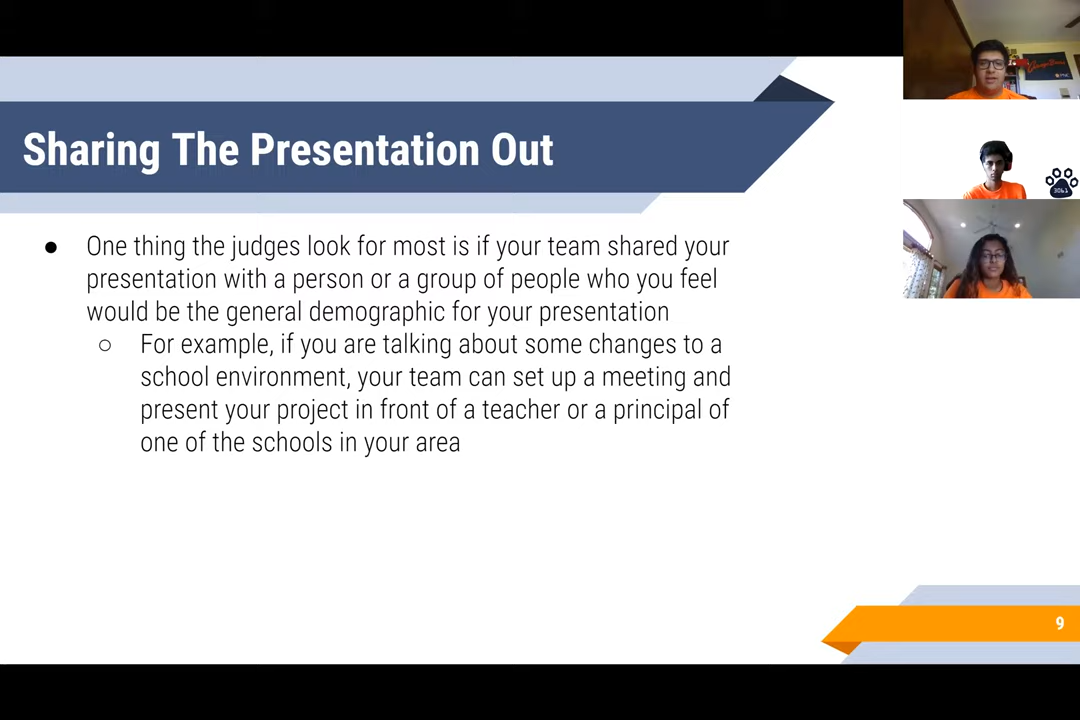 Sharing The Presentation Out
● One thing the judges look for most is if your team shared your
presentation with a person or a group of people who you feel
would be the general demographic for your presentation
○ For example, if you are talking about some changes to a
school environment, your team can set up a meeting and
present your project in front of a teacher or a principal of
one of the schools in your area
3061
9